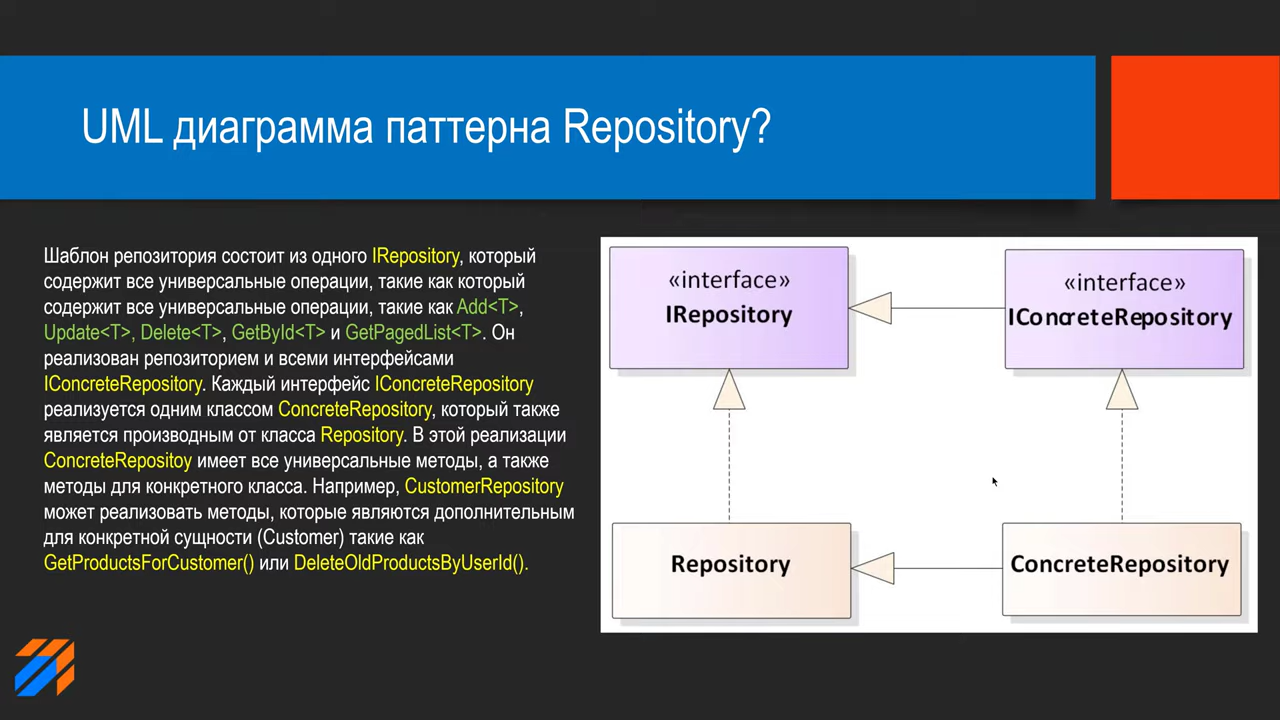 UML диаграмма паттерна Repository?
Шаблон репозитория состоит из одного IRepository, который
содержит все универсальные операции, такие как который
содержит все универсальные операции, такие как Add<T>,
Update<T>, Delete<T>, GetById<T> и GetPagedList<T>. Он
реализован репозиторием и всеми интерфейсами
IConcreteRepository. Каждый интерфейс IConcreteRepository
реализуется одним классом ConcreteRepository, который также
является производным от класса Repository. В этой реализации
ConcreteRepositoy имеет все универсальные методы, а также
методы для конкретного класса. Например, CustomerRepository
может реализовать методы, которые являются дополнительным
для конкретной сущности (Customer) такие как
GetProductsForCustomer() или DeleteOldProductsByUserId().
«interface»
IRepository
«interface»
IConcreteRepository
Repository
ConcreteRepository